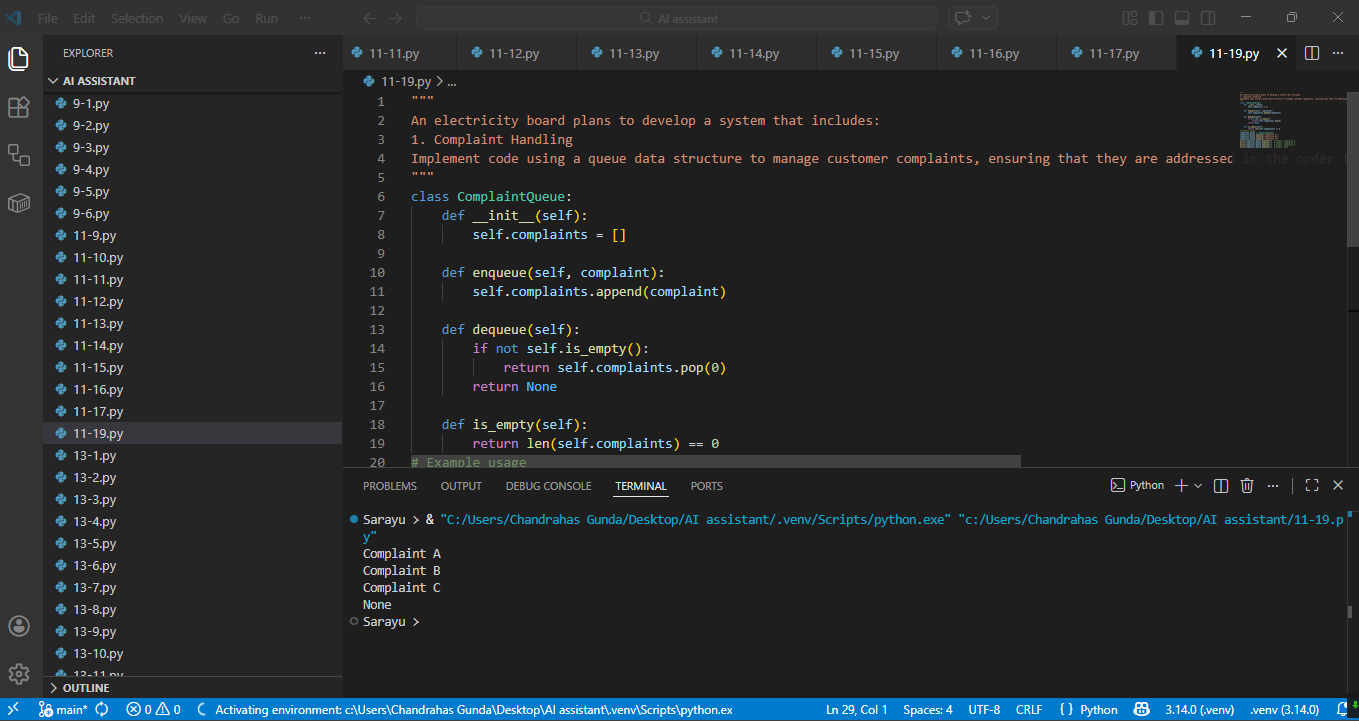 File Edit Selection View Go Run ··· AI assistant
EXPLORER ···
AI ASSISTANT
9-1.py
9-2.py
9-3.py
9-4.py
9-5.py
9-6.py
11-9.py
11-10.py
11-11.py
11-12.py
11-13.py
11-14.py
11-15.py
11-16.py
11-17.py
11-19.py
13-1.py
13-2.py
13-3.py
13-4.py
13-5.py
13-6.py
13-7.py
13-8.py
13-9.py
13-10.py
13-11.py
OUTLINE
11-11.py 11-12.py 11-13.py 11-14.py 11-15.py 11-16.py 11-17.py 11-19.py
11-19.py > ...
1 """
2 An electricity board plans to develop a system that includes:
3 1. Complaint Handling
4 Implement code using a queue data structure to manage customer complaints, ensuring that they are addressed in the order
5 """
6 class ComplaintQueue:
7 def __init__(self):
8 self.complaints = []
9
10 def enqueue(self, complaint):
11 self.complaints.append(complaint)
12
13 def dequeue(self):
14 if not self.is_empty():
15 return self.complaints.pop(0)
16 return None
17
18 def is_empty(self):
19 return len(self.complaints) == 0
20 # Example usage
PROBLEMS OUTPUT DEBUG CONSOLE TERMINAL PORTS Python
Sarayu > & "C:/Users/Chandrahas Gunda/Desktop/AI assistant/.venv/Scripts/python.exe" "c:/Users/Chandrahas Gunda/Desktop/AI assistant/11-19.p
y"
Complaint A
Complaint B
Complaint C
None
Sarayu >
main* 0 0 Activating environment: c:\Users\Chandrahas Gunda\Desktop\AI assistant\.venv\Scripts\python.ex Ln 29, Col 1 Spaces: 4 UTF-8 CRLF {} Python 3.14.0 (.venv) .venv (3.14.0)